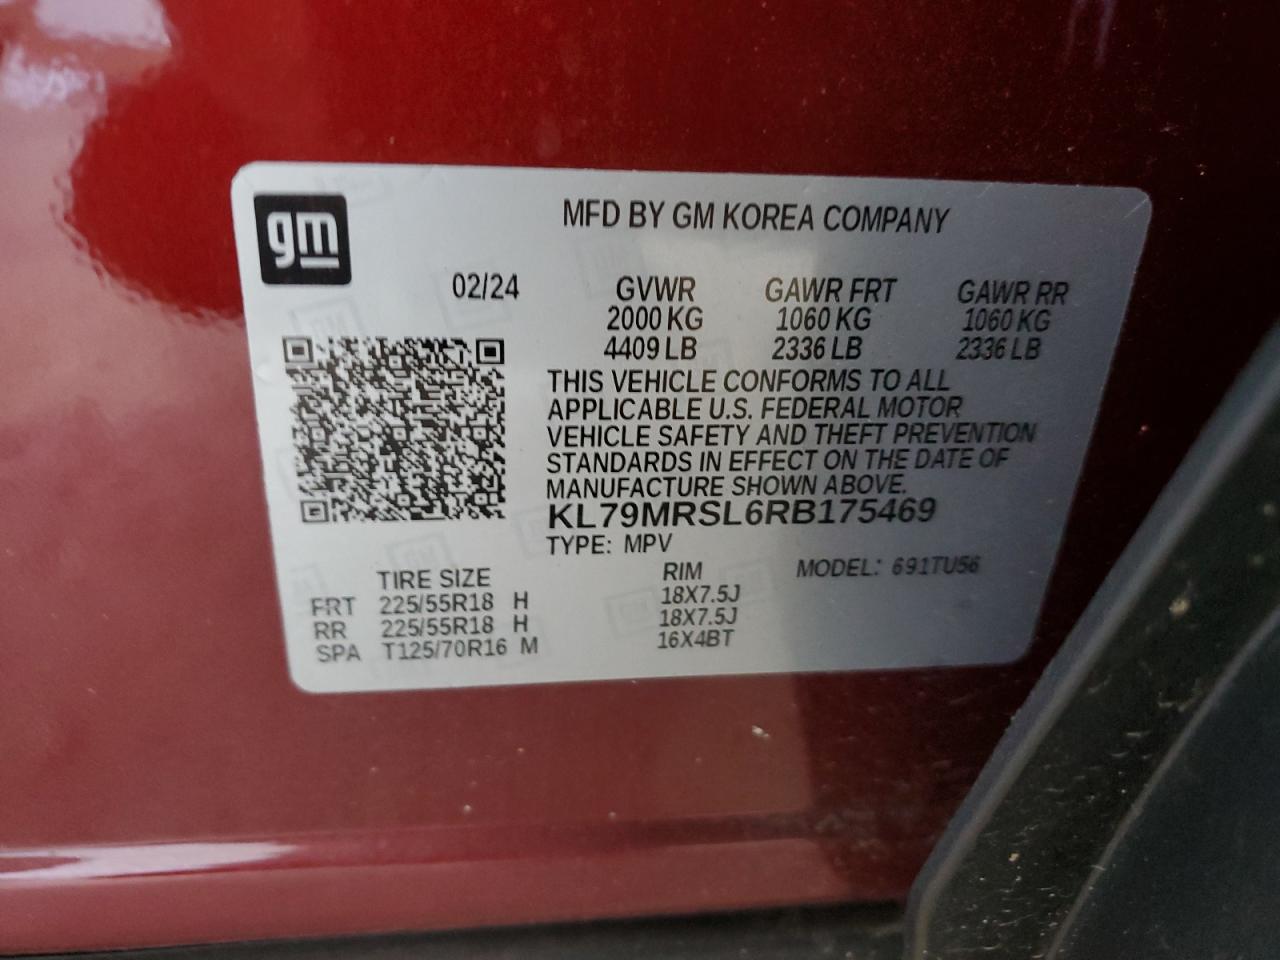 gm
MFD BY GM KOREA COMPANY
02/24 GVWR GAWR FRT GAWR RR
2000 KG 1060 KG 1060 KG
4409 LB 2336 LB 2336 LB
THIS VEHICLE CONFORMS TO ALL
APPLICABLE U.S. FEDERAL MOTOR
VEHICLE SAFETY AND THEFT PREVENTION
STANDARDS IN EFFECT ON THE DATE OF
MANUFACTURE SHOWN ABOVE.
KL79MRSL6RB175469
TYPE: MPV
MODEL: 691TU56
TIRE SIZE RIM
FRT 225/55R18 H 18X7.5J
RR 225/55R18 H 18X7.5J
SPA T125/70R16 M 16X4BT